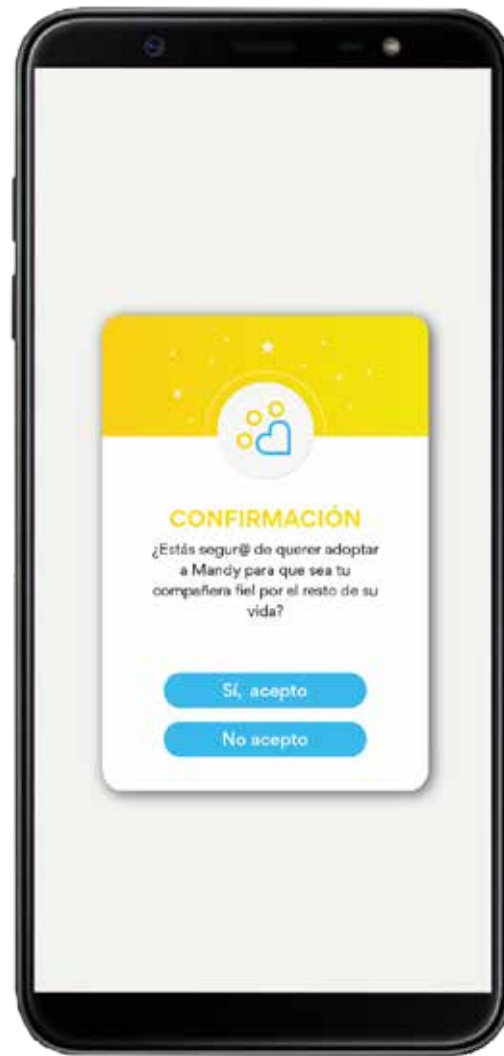 CONFIRMACIÓN
¿Estás segur@ de querer adoptar
a Mandy para que sea tu
compañera fiel por el resto de su
vida?
Sí, acepto
No acepto